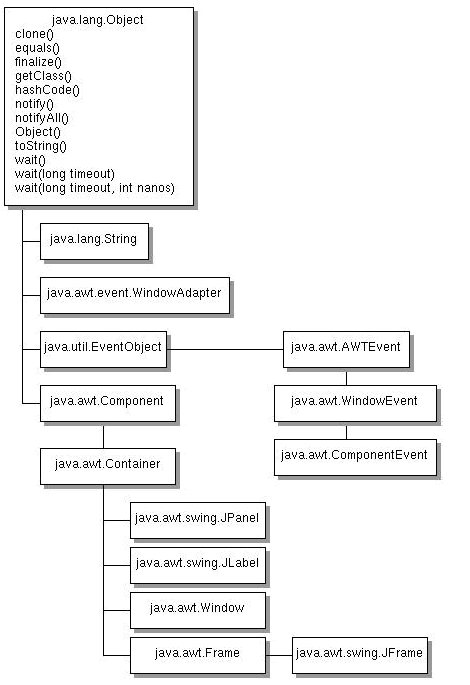 java.lang.Object
clone()
equals()
finalize()
getClass()
hashCode()
notify()
notifyAll()
Object()
toString()
wait()
wait(long timeout)
wait(long timeout, int nanos)
java.lang.String
java.awt.event.WindowAdapter
java.util.EventObject
java.awt.AWTEvent
java.awt.Component
java.awt.WindowEvent
java.awt.Container
java.awt.ComponentEvent
java.awt.swing.JPanel
java.awt.swing.JLabel
java.awt.Window
java.awt.Frame
java.awt.swing.JFrame